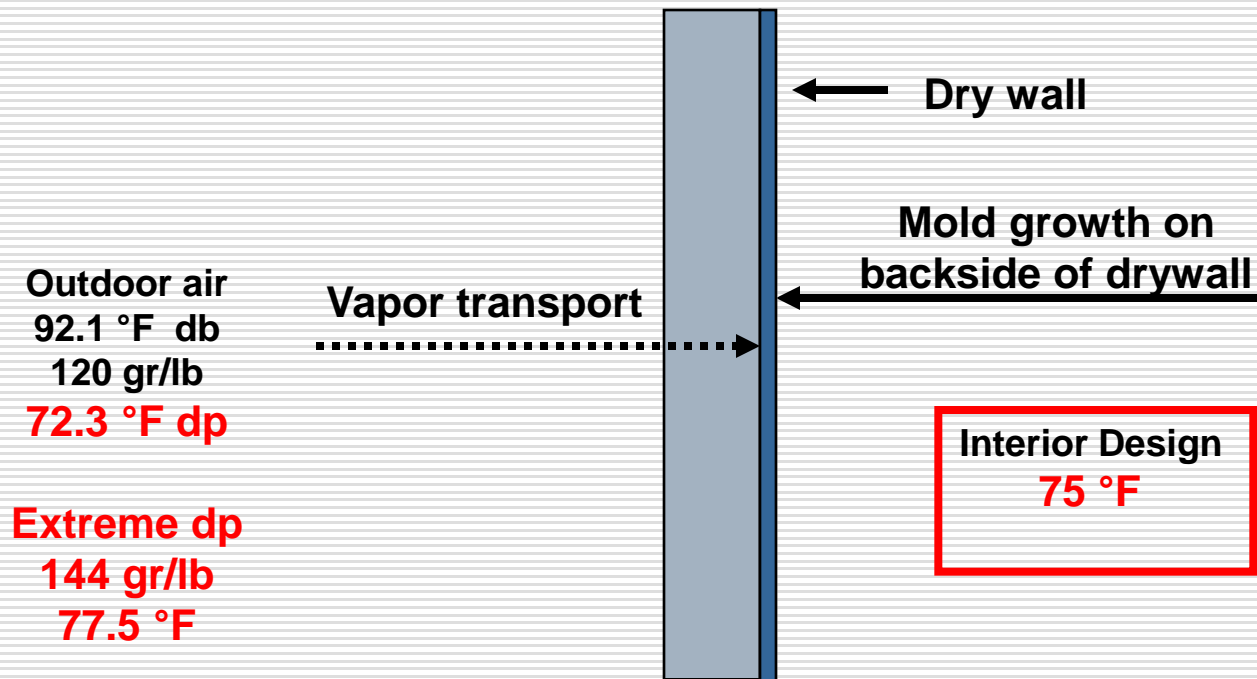 Dry wall
Mold growth on
backside of drywall
Outdoor air
92.1 °F db
120 gr/lb
72.3 °F dp
Vapor transport
Interior Design
75 °F
Extreme dp
144 gr/lb
77.5 °F